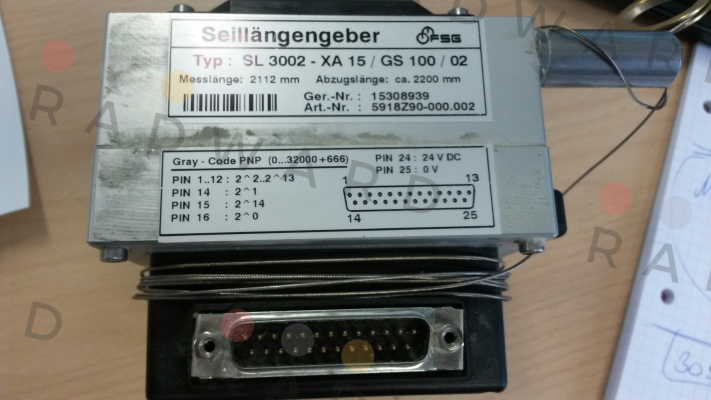 Seillängengeber FSG
Typ : SL 3002 - XA 15 / GS 100 / 02
Messlänge: 2112 mm Abzugslänge: ca. 2200 mm
Ger.-Nr. : 15308939
Art.-Nr. : 5918Z90-000.002
Gray - Code PNP (0...32000+666)
PIN 24 : 24 V DC
PIN 25 : 0 V
PIN 1..12 : 2^2..2^13
PIN 14 : 2^1
PIN 15 : 2^14
PIN 16 : 2^0
1 13
14 25
RADWARD
RAD
D